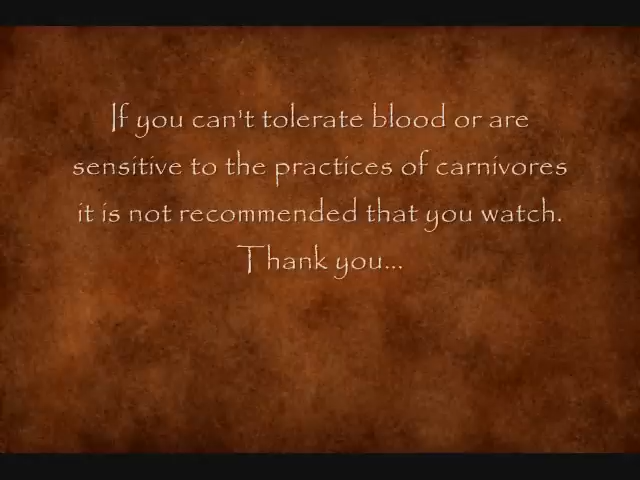 If you can't tolerate blood or are
sensitive to the practices of carnivores
it is not recommended that you watch.
Thank you...